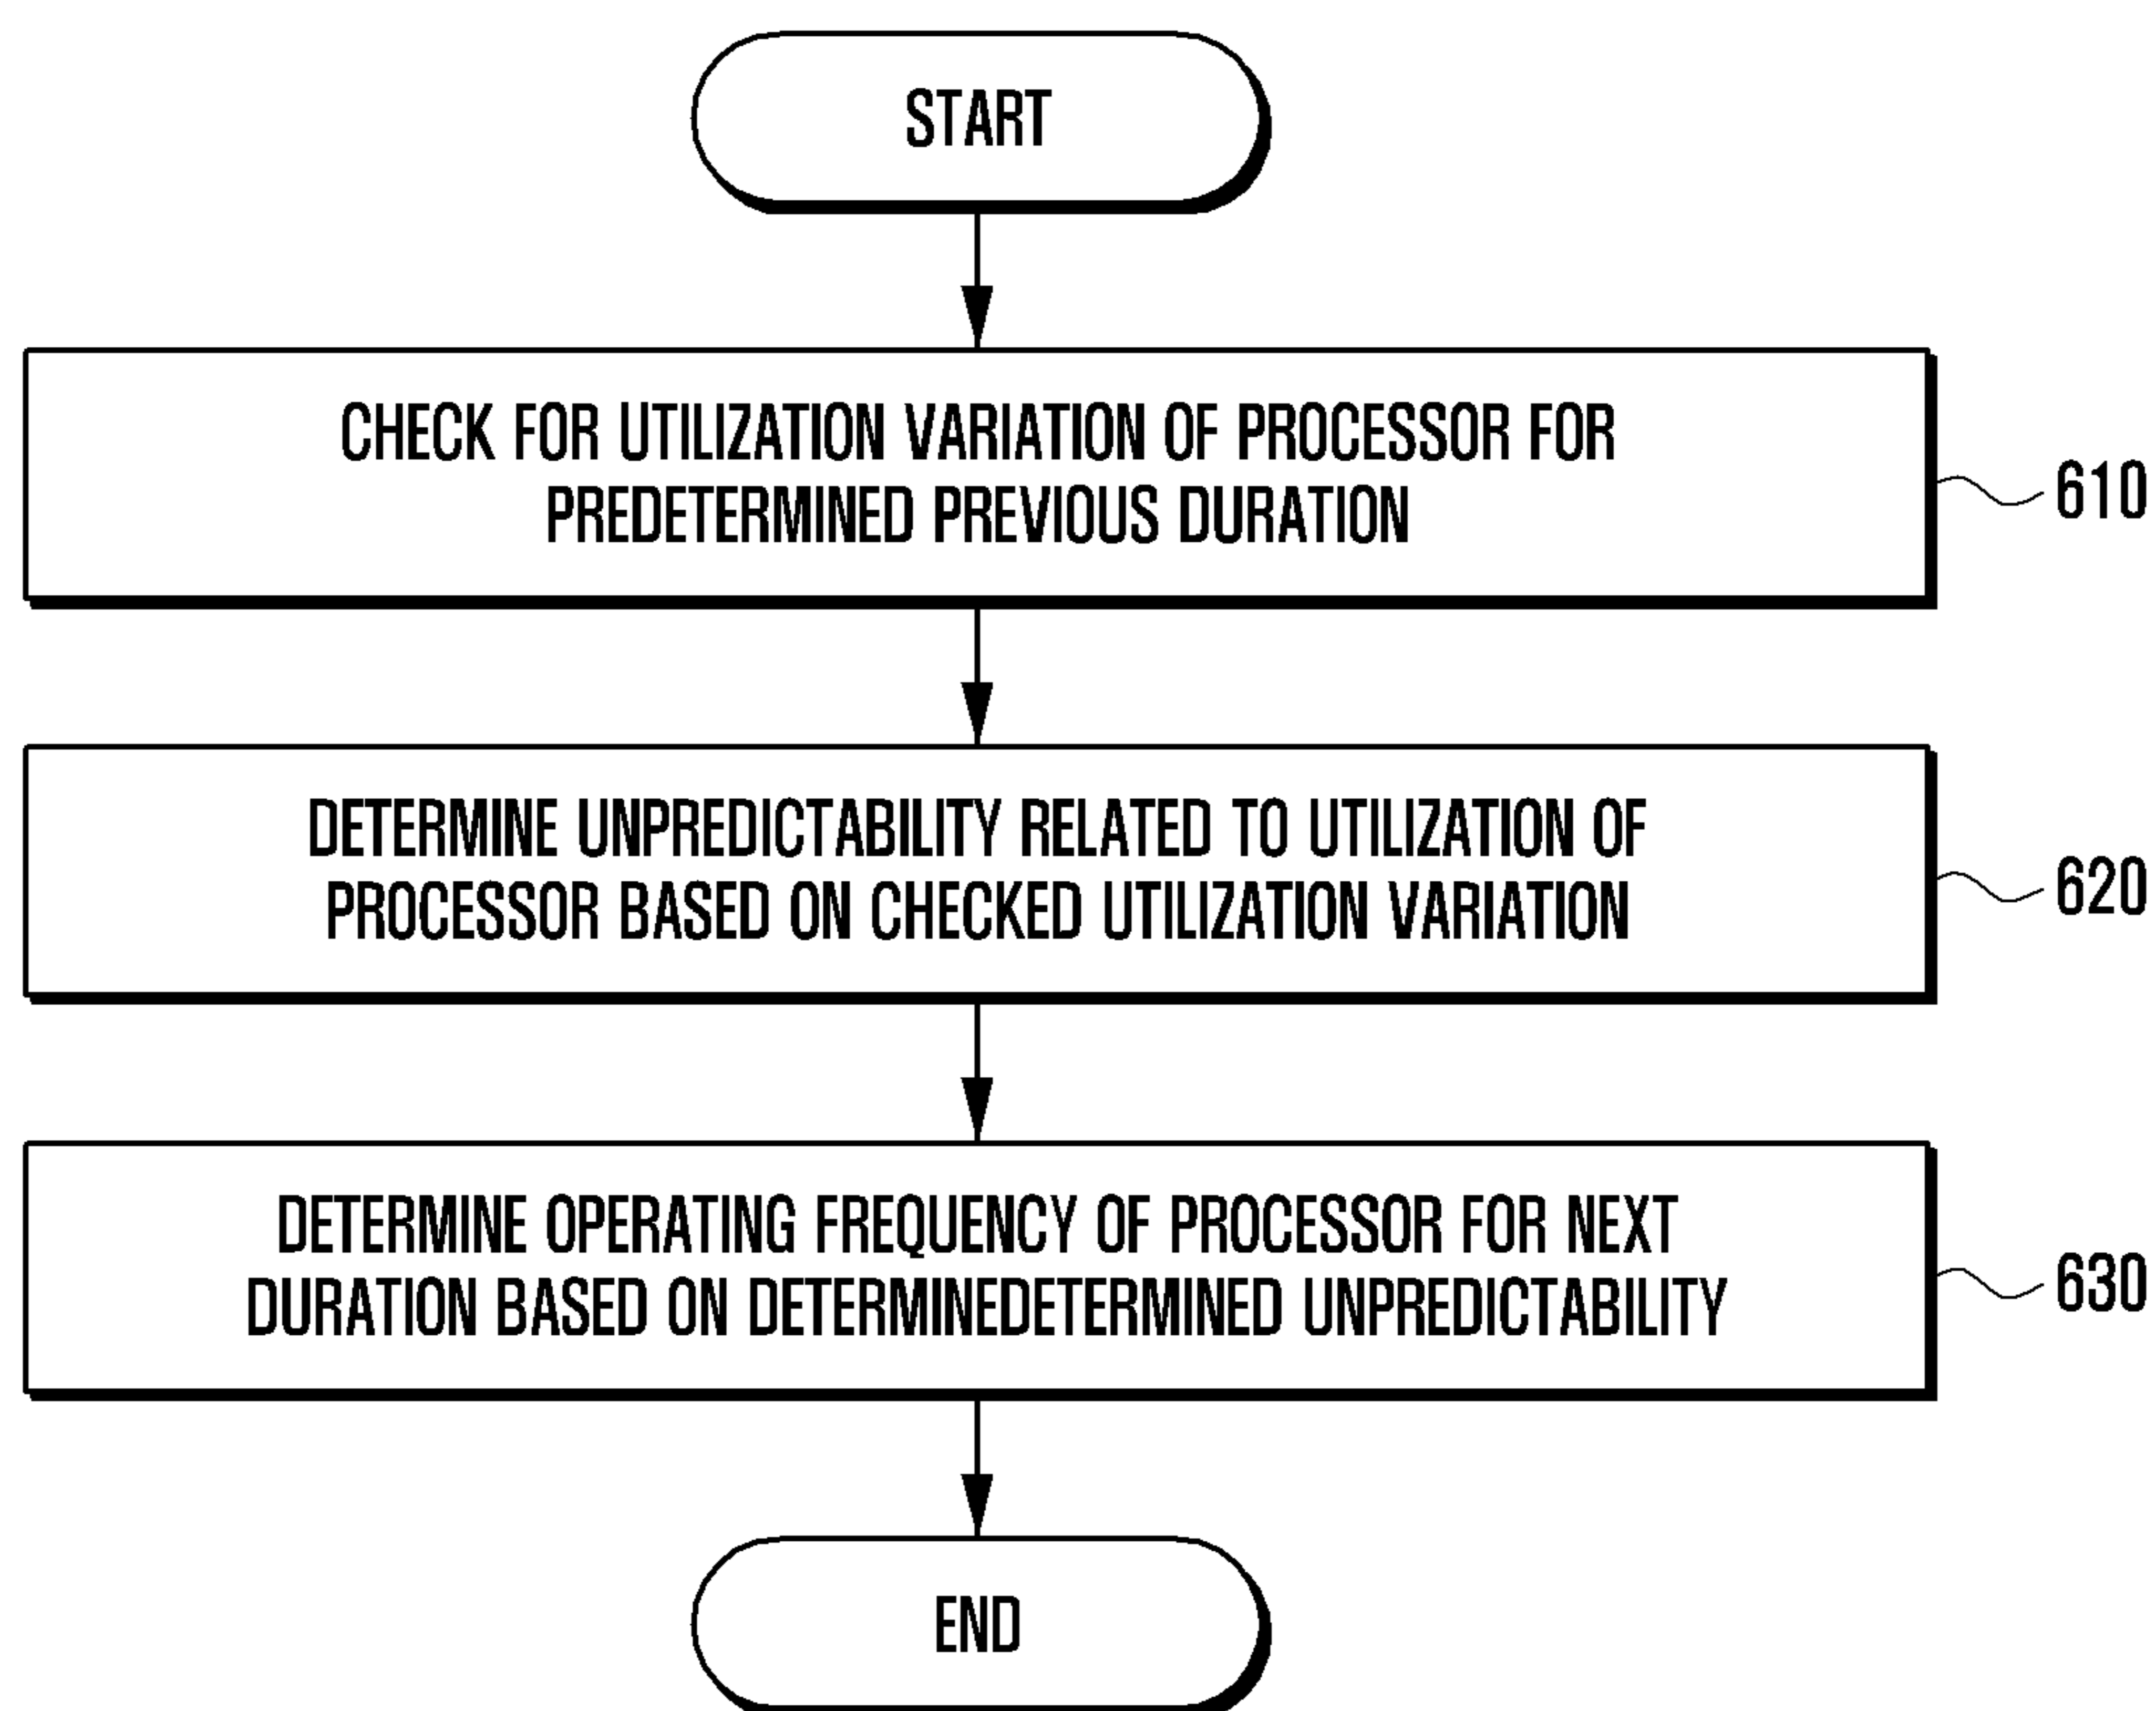 START
CHECK FOR UTILIZATION VARIATION OF PROCESSOR FOR
PREDETERMINED PREVIOUS DURATION
610
DETERMINE UNPREDICTABILITY RELATED TO UTILIZATION OF
PROCESSOR BASED ON CHECKED UTILIZATION VARIATION
620
DETERMINE OPERATING FREQUENCY OF PROCESSOR FOR NEXT
DURATION BASED ON DETERMINEDETERMINED UNPREDICTABILITY
630
END